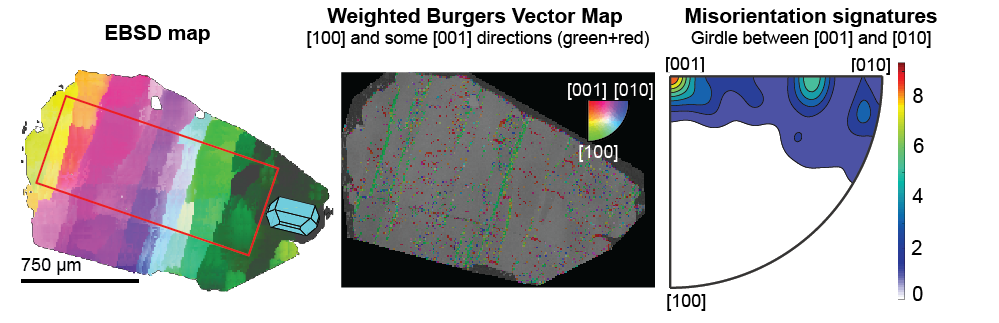 EBSD map
750 µm
Weighted Burgers Vector Map
[100] and some [001] directions (green+red)
[001] [010]
[100]
Misorientation signatures
Girdle between [001] and [010]
[001]
[010]
[100]
8
6
4
2
0